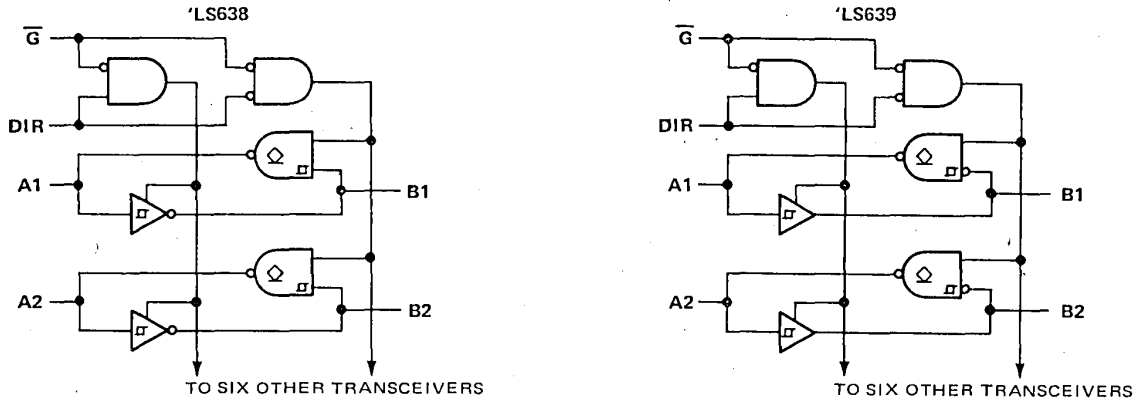 'LS638
G
DIR
A1
B1
A2
B2
TO SIX OTHER TRANSCEIVERS
'LS639
G
DIR
A1
B1
A2
B2
TO SIX OTHER TRANSCEIVERS